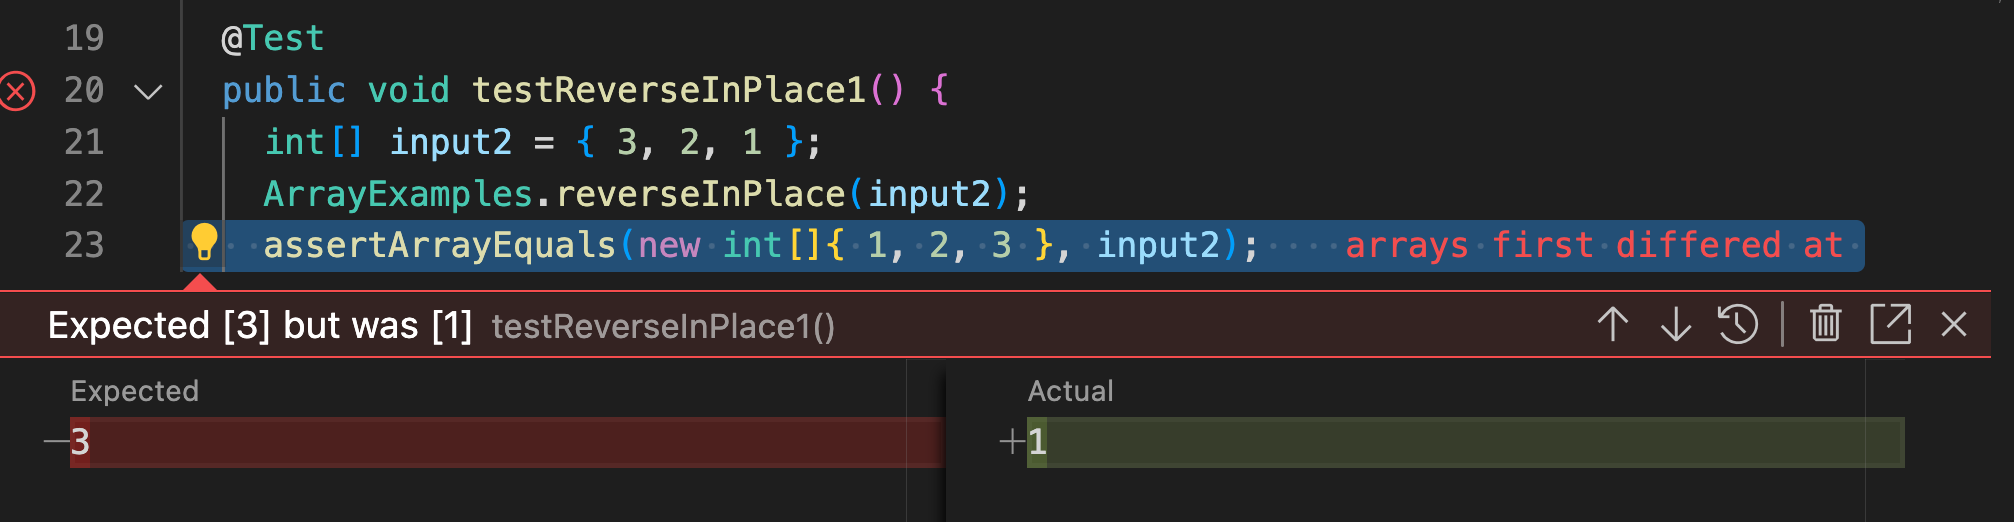 19 @Test
20 public void testReverseInPlace1() {
21 int[] input2 = { 3, 2, 1 };
22 ArrayExamples.reverseInPlace(input2);
23 assertArrayEquals(new int[]{ 1, 2, 3 }, input2); arrays first differed at
Expected [3] but was [1] testReverseInPlace1()
Expected Actual
−3 +1